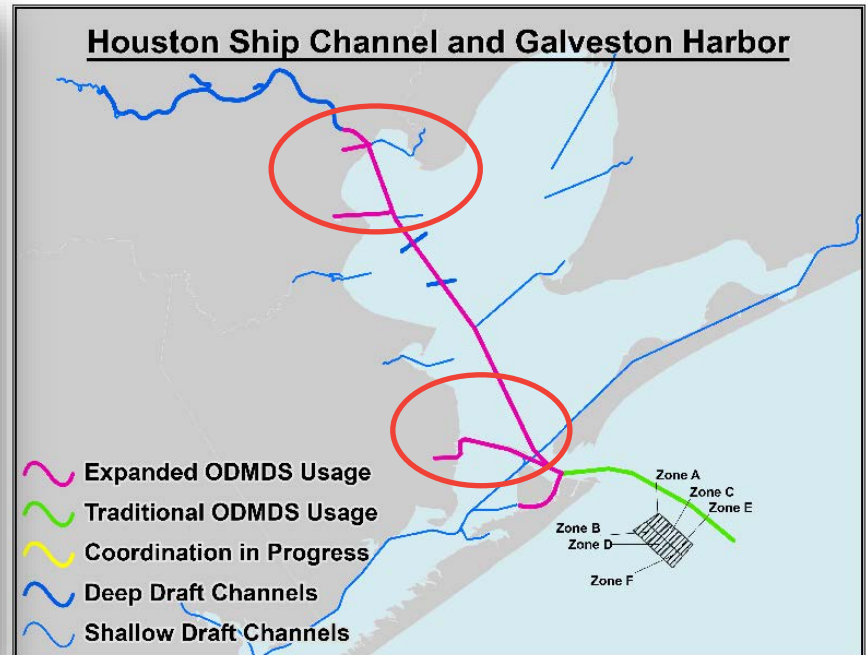 Houston Ship Channel and Galveston Harbor
Expanded ODMDS Usage
Traditional ODMDS Usage
Coordination in Progress
Deep Draft Channels
Shallow Draft Channels
Zone A
Zone C
Zone E
Zone B
Zone D
Zone F